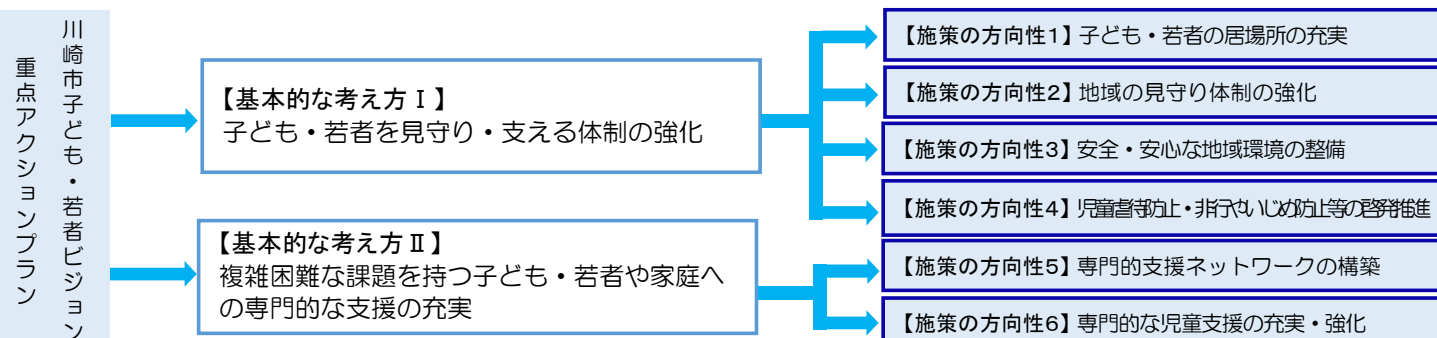 川崎市子ども・若者ビジョン
重点アクションプラン
【基本的な考え方Ⅰ】
子ども・若者を見守り・支える体制の強化
【施策の方向性1】子ども・若者の居場所の充実
【施策の方向性2】地域の見守り体制の強化
【施策の方向性3】安全・安心な地域環境の整備
【施策の方向性4】児童虐待防止・非行やいじめ防止等の啓発推進
【基本的な考え方Ⅱ】
複雑困難な課題を持つ子ども・若者や家庭へ
の専門的な支援の充実
【施策の方向性5】専門的支援ネットワークの構築
【施策の方向性6】専門的な児童支援の充実・強化